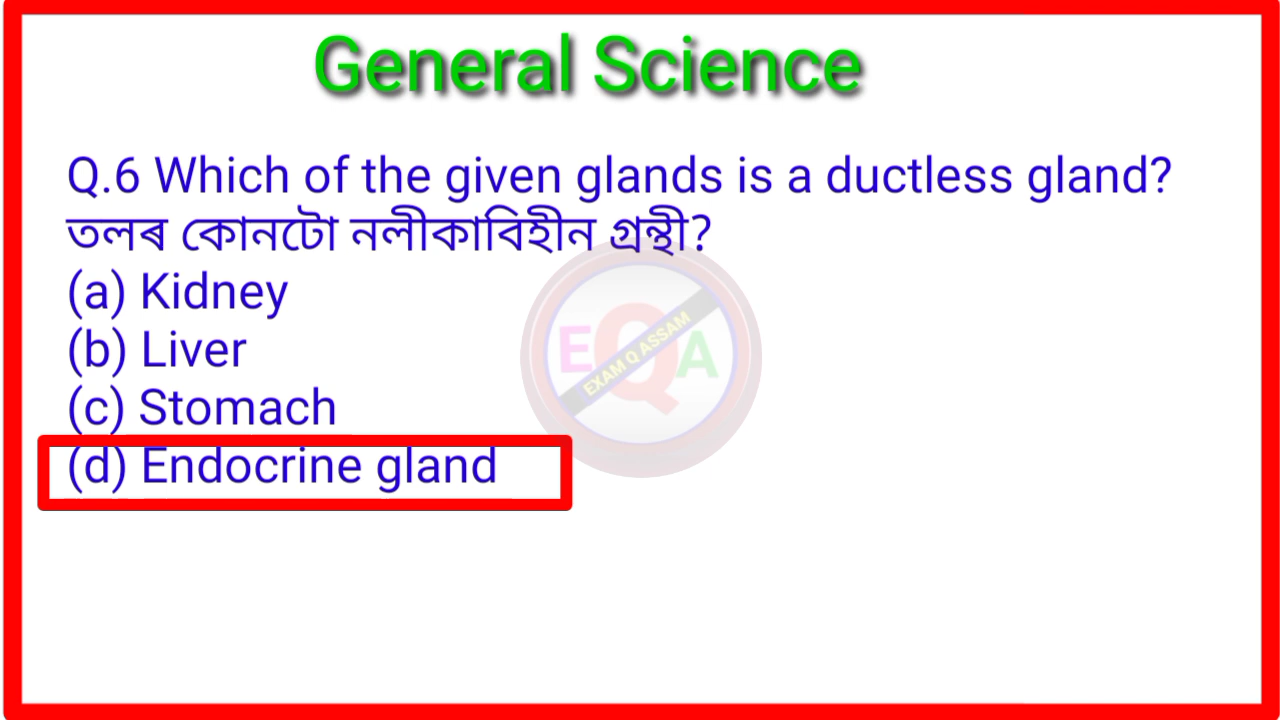 General Science
Q.6 Which of the given glands is a ductless gland?
তলৰ কোনটো নলীকাবিহীন গ্ৰন্থী?
(a) Kidney
(b) Liver
(c) Stomach
(d) Endocrine gland
EQA
EXAM Q ASSAM